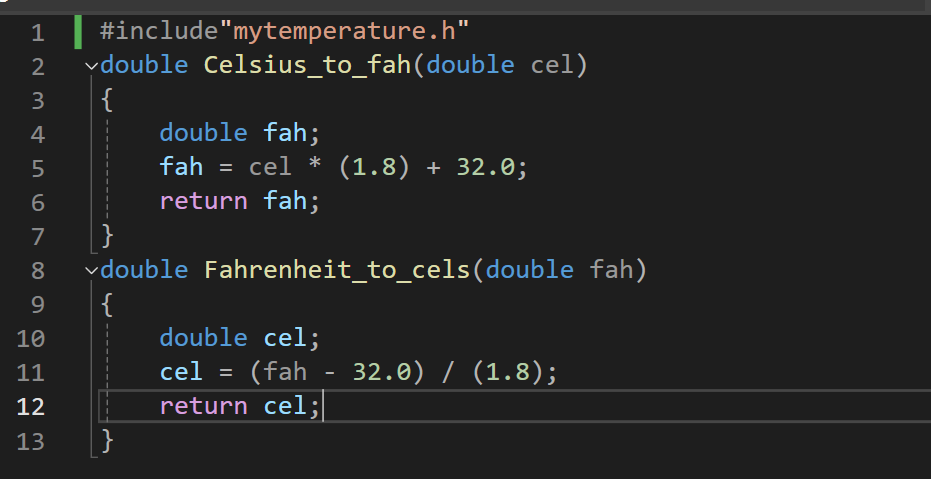 1 #include"mytemperature.h"
2 double Celsius_to_fah(double cel)
3 {
4 double fah;
5 fah = cel * (1.8) + 32.0;
6 return fah;
7 }
8 double Fahrenheit_to_cels(double fah)
9 {
10 double cel;
11 cel = (fah - 32.0) / (1.8);
12 return cel;
13 }